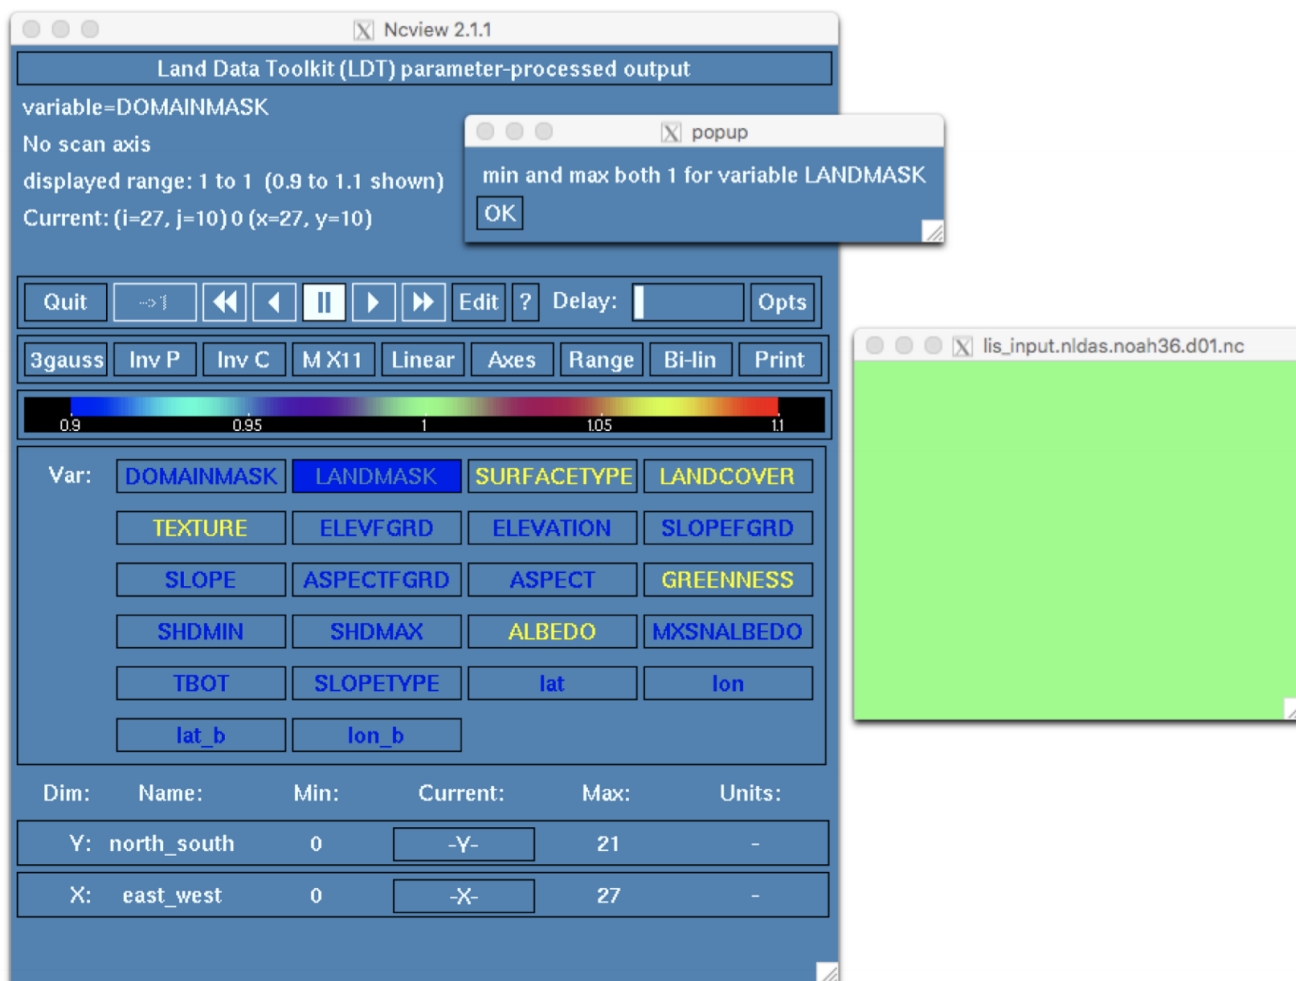 Ncview 2.1.1
Land Data Toolkit (LDT) parameter-processed output
variable=DOMAINMASK
No scan axis
displayed range: 1 to 1 (0.9 to 1.1 shown)
Current: (i=27, j=10) 0 (x=27, y=10)
popup
min and max both 1 for variable LANDMASK
OK
Quit ->1 Edit ? Delay: Opts
3gauss Inv P Inv C M X11 Linear Axes Range Bi-lin Print
0.9 0.95 1 1.05 1.1
Var: DOMAINMASK LANDMASK SURFACETYPE LANDCOVER
TEXTURE ELEVFGRD ELEVATION SLOPEFGRD
SLOPE ASPECTFGRD ASPECT GREENNESS
SHDMIN SHDMAX ALBEDO MXSNALBEDO
TBOT SLOPETYPE lat lon
lat_b lon_b
Dim: Name: Min: Current: Max: Units:
Y: north_south 0 -Y- 21 -
X: east_west 0 -X- 27 -
lis_input.nldas.noah36.d01.nc